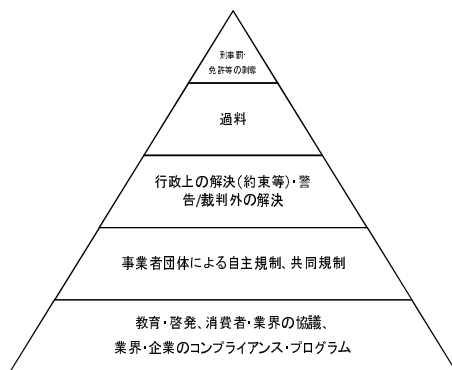 刑事罰・
免許等の剥奪
過料
行政上の解決(約束等)・警
告/裁判外の解決
事業者団体による自主規制、共同規制
教育・啓発、消費者・業界の協議、
業界・企業のコンプライアンス・プログラム